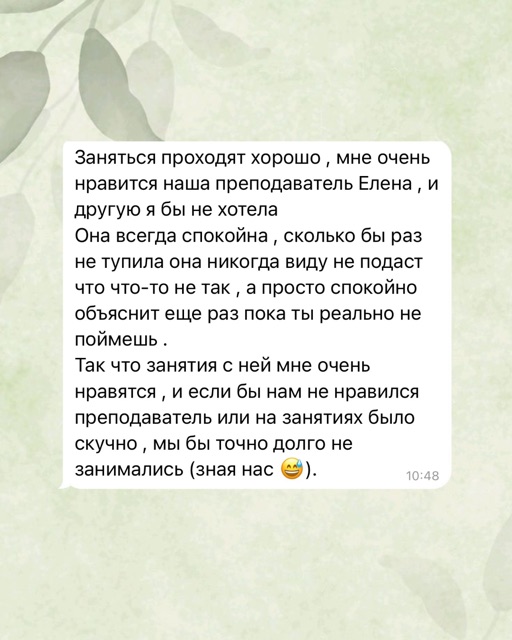 Заняться проходят хорошо , мне очень
нравится наша преподаватель Елена , и
другую я бы не хотела
Она всегда спокойна , сколько бы раз
не тупила она никогда виду не подаст
что что-то не так , а просто спокойно
объяснит еще раз пока ты реально не
поймешь .
Так что занятия с ней мне очень
нравятся , и если бы нам не нравился
преподаватель или на занятиях было
скучно , мы бы точно долго не
занимались (зная нас 😅).
10:48